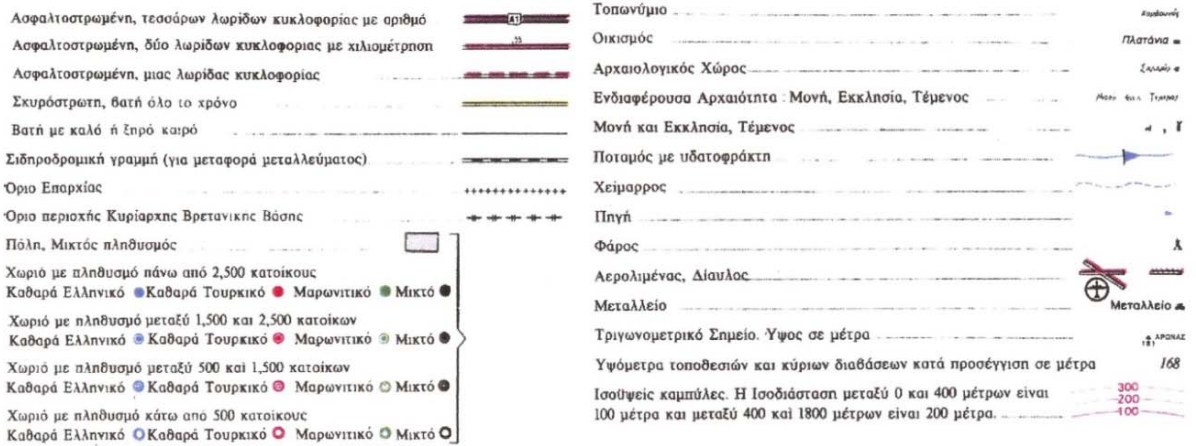 Ασφαλτοστρωμένη, τεσσάρων λωρίδων κυκλοφορίας με αριθμό A1
Ασφαλτοστρωμένη, δύο λωρίδων κυκλοφοριας με χιλιομέτρηση
Ασφαλτοστρωμένη, μιας λωρίδας κυκλοφορίας
Σκυρόστρωτη, βατή όλο το χρόνο
Βατή με καλό ή ξηρό καιρό
Σιδηροδρομική γραμμή (για μεταφορά μεταλλεύματος)
Όριο Επαρχίας
Όριο περιοχής Κυρίαρχης Βρετανικης Βάσης
Πόλη, Μικτός πληθυσμός
Χωριό με πληθυσμό πάνω από 2,500 κατοίκους
Καθαρά Ελληνικό Καθαρά Τουρκικό Μαρωνιτικό Μικτό
Χωριό με πληθυσμό μεταξύ 1,500 και 2,500 κατοίκων
Καθαρά Ελληνικό Καθαρά Τουρκικό Μαρωνιτικό Μικτό
Χωριό με πληθυσμό μεταξύ 500 καί 1,500 κατοίκων
Καθαρά Ελληνικό Καθαρά Τουρκικό Μαρωνιτικό Μικτό
Χωριό με πληθυσμό κάτω από 500 κατοίκους
Καθαρά Ελληνικό Καθαρά Τουρκικό Μαρωνιτικό Μικτό
Τοπωνύμιο
Οικισμός Πλατάνια
Αρχαιολογικός Χώρος
Ενδιαφέρουσα Αρχαιότητα : Μονή, Εκκλησία, Τέμενος
Μονή και Εκκλησία, Τέμενος
Ποταμός με υδατοφράκτη
Χείμαρρος
Πηγή
Φάρος
Αερολιμένας, Δίαυλος
Μεταλλείο Μεταλλείο
Τριγωνομετρικό Σημείο. Ύψος σε μέτρα 181 ΑΡΩΝΑΣ
Υψόμετρα τοποθεσιών και κύριων διαβάσεων κατά προσέγγιση σε μέτρα 168
Ισοϋψείς καμπύλες. Η Ισοδιάσταση μεταξύ 0 και 400 μέτρων είναι 300
200
100 μέτρα και μεταξύ 400 καί 1800 μέτρων είναι 200 μέτρα. 100